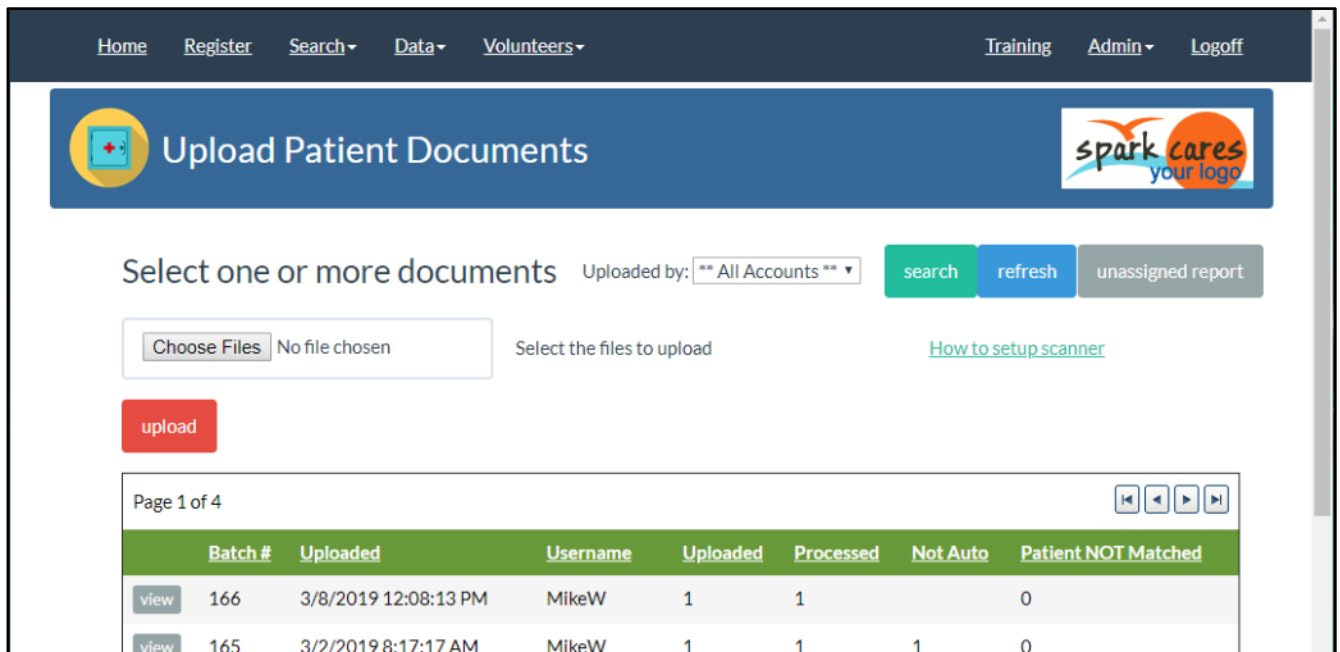 Home Register Search Data Volunteers Training Admin Logoff
Upload Patient Documents
spark cares
your logo
Select one or more documents Uploaded by: ** All Accounts ** search refresh unassigned report
Choose Files No file chosen Select the files to upload How to setup scanner
upload
Page 1 of 4
Batch # Uploaded Username Uploaded Processed Not Auto Patient NOT Matched
view 166 3/8/2019 12:08:13 PM MikeW 1 1 0
view 165 3/2/2019 8:17:17 AM MikeW 1 1 1 0